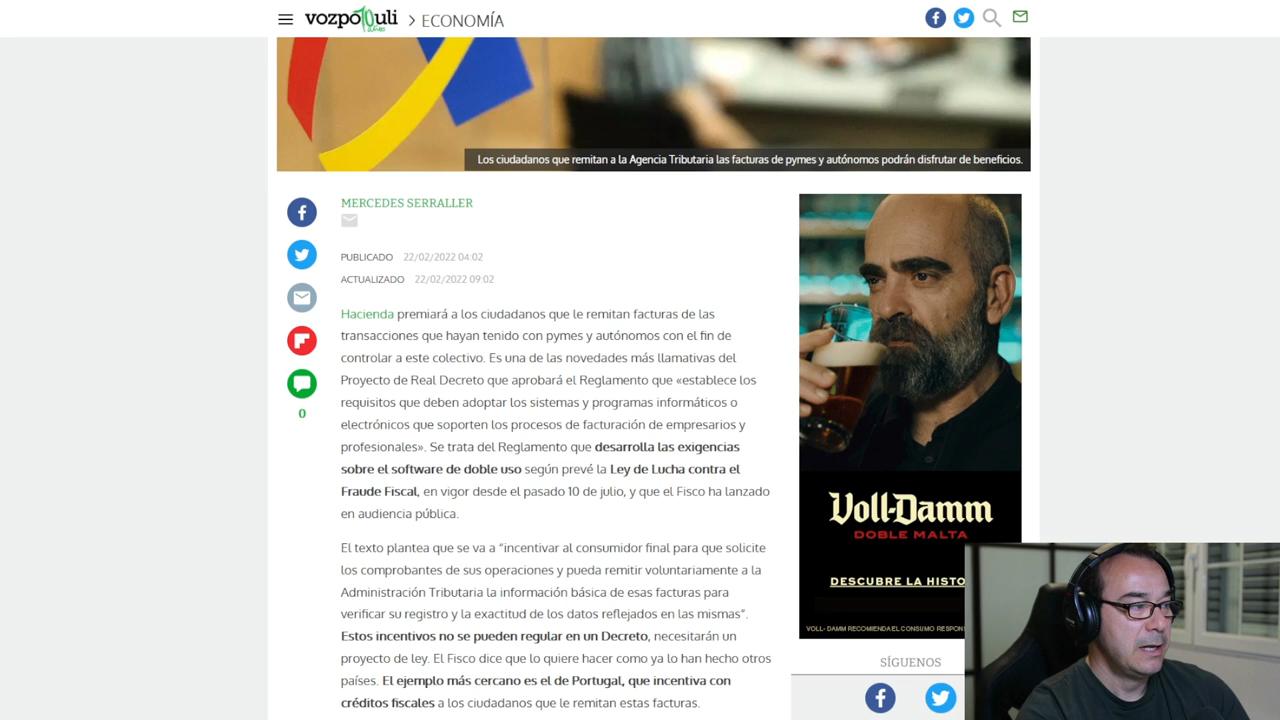 vozpópuli
años
ECONOMÍA
Los ciudadanos que remitan a la Agencia Tributaria las facturas de pymes y autónomos podrán disfrutar de beneficios.
MERCEDES SERRALLER
PUBLICADO 22/02/2022 04:02
ACTUALIZADO 22/02/2022 09:02
0
Hacienda premiará a los ciudadanos que le remitan facturas de las
transacciones que hayan tenido con pymes y autónomos con el fin de
controlar a este colectivo. Es una de las novedades más llamativas del
Proyecto de Real Decreto que aprobará el Reglamento que «establece los
requisitos que deben adoptar los sistemas y programas informáticos o
electrónicos que soporten los procesos de facturación de empresarios y
profesionales». Se trata del Reglamento que desarrolla las exigencias
sobre el software de doble uso según prevé la Ley de Lucha contra el
Fraude Fiscal, en vigor desde el pasado 10 de julio, y que el Fisco ha lanzado
en audiencia pública.
El texto plantea que se va a “incentivar al consumidor final para que solicite
los comprobantes de sus operaciones y pueda remitir voluntariamente a la
Administración Tributaria la información básica de esas facturas para
verificar su registro y la exactitud de los datos reflejados en las mismas”.
Estos incentivos no se pueden regular en un Decreto, necesitarán un
proyecto de ley. El Fisco dice que lo quiere hacer como ya lo han hecho otros
países. El ejemplo más cercano es el de Portugal, que incentiva con
créditos fiscales a los ciudadanos que le remitan estas facturas.
Voll-Damm
DOBLE MALTA
DESCUBRE LA HISTO
VOLL-DAMM RECOMIENDA EL CONSUMO RESPON
SÍGUENOS